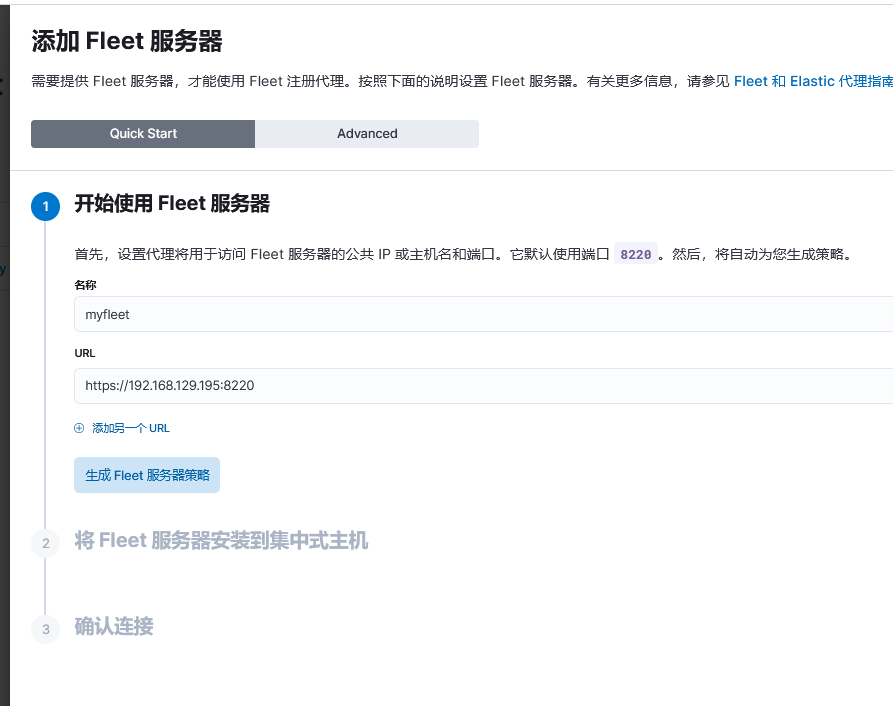 添加 Fleet 服务器
需要提供 Fleet 服务器，才能使用 Fleet 注册代理。按照下面的说明设置 Fleet 服务器。有关更多信息，请参见 Fleet 和 Elastic 代理指南
Quick Start
Advanced
1 开始使用 Fleet 服务器
首先，设置代理将用于访问 Fleet 服务器的公共 IP 或主机名和端口。它默认使用端口 8220 。然后，将自动为您生成策略。
名称
myfleet
URL
https://192.168.129.195:8220
添加另一个 URL
生成 Fleet 服务器策略
2 将 Fleet 服务器安装到集中式主机
3 确认连接